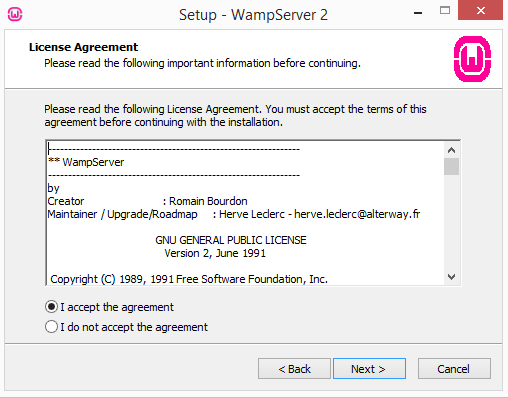 Setup - WampServer 2
License Agreement
Please read the following important information before continuing.
Please read the following License Agreement. You must accept the terms of this
agreement before continuing with the installation.
----------------------------------------------------------------
** WampServer
----------------------------------------------------------------
by
Creator : Romain Bourdon
Maintainer / Upgrade/Roadmap : Herve Leclerc - herve.leclerc@alterway.fr
GNU GENERAL PUBLIC LICENSE
Version 2, June 1991
Copyright (C) 1989, 1991 Free Software Foundation, Inc.
I accept the agreement
I do not accept the agreement
< Back Next > Cancel